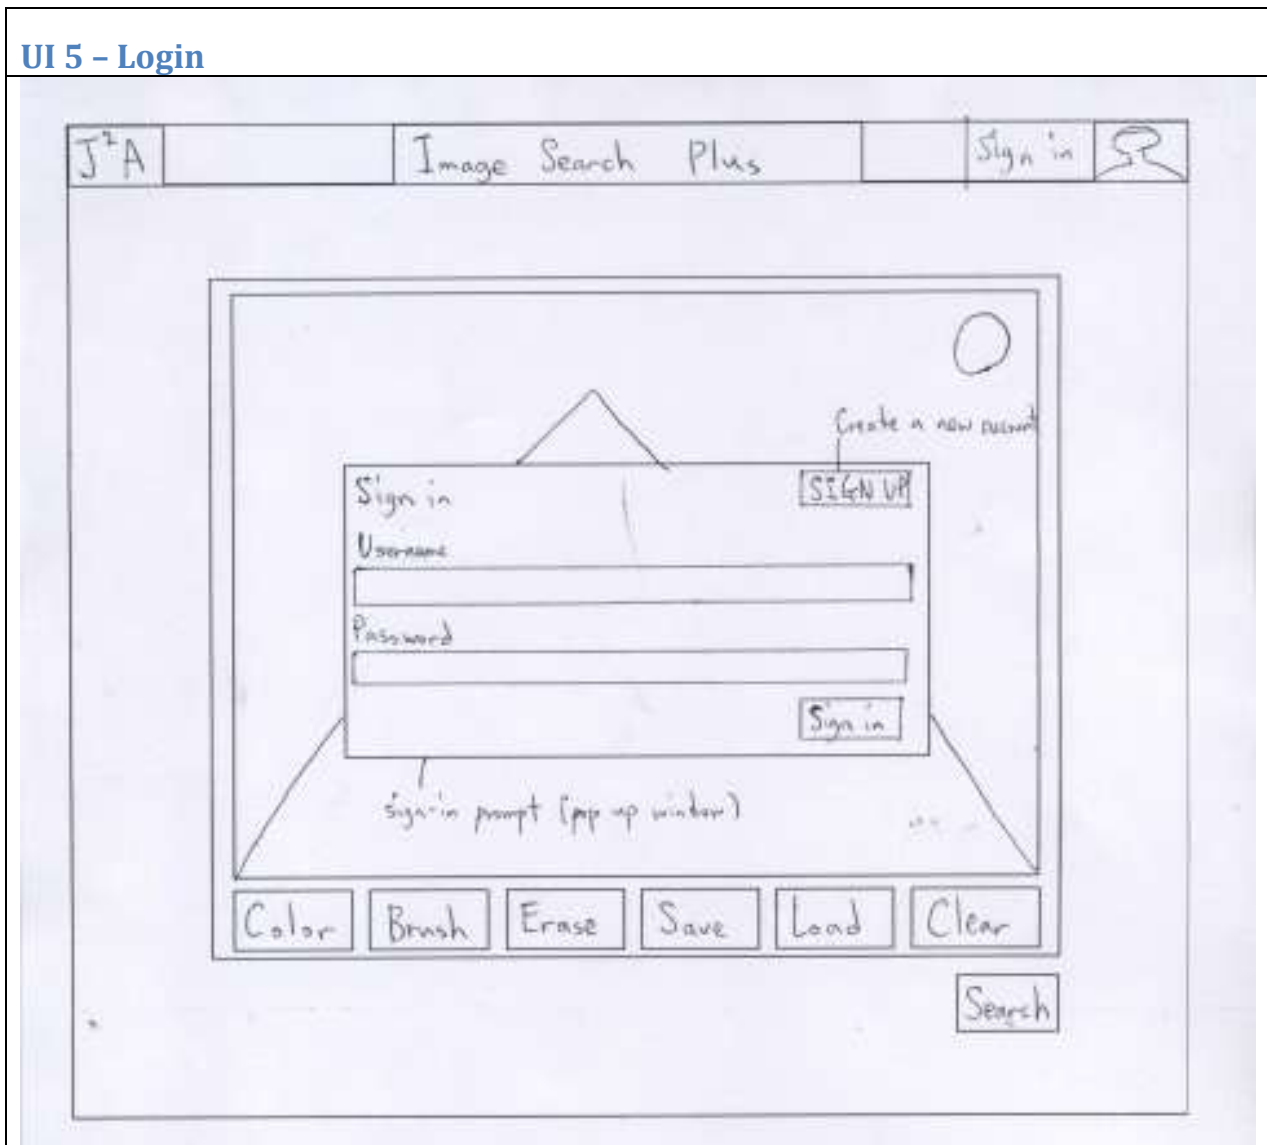 UI 5 – Login
J²A Image Search Plus Sign in
Create a new account
Sign in SIGN UP
Username
Password
Sign in
sign-in prompt (pop up window)
Color Brush Erase Save Load Clear
Search